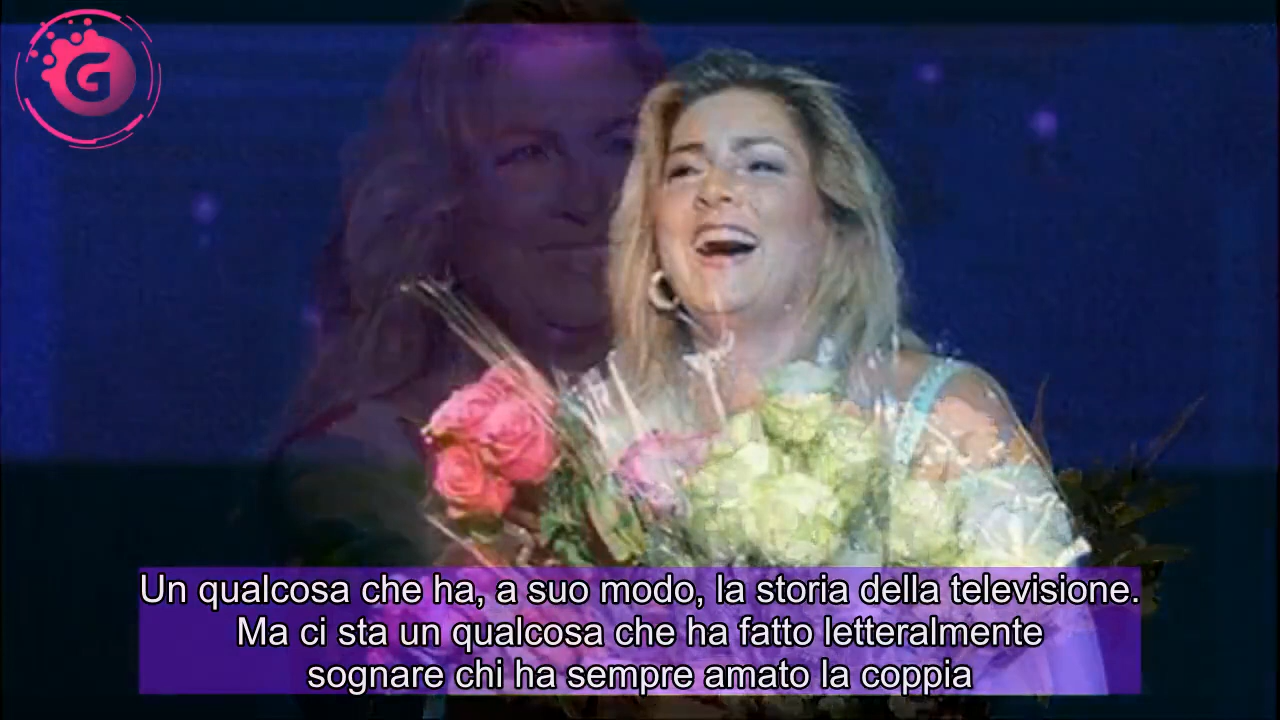 G
Un qualcosa che ha, a suo modo, la storia della televisione.
Ma ci sta un qualcosa che ha fatto letteralmente
sognare chi ha sempre amato la coppia